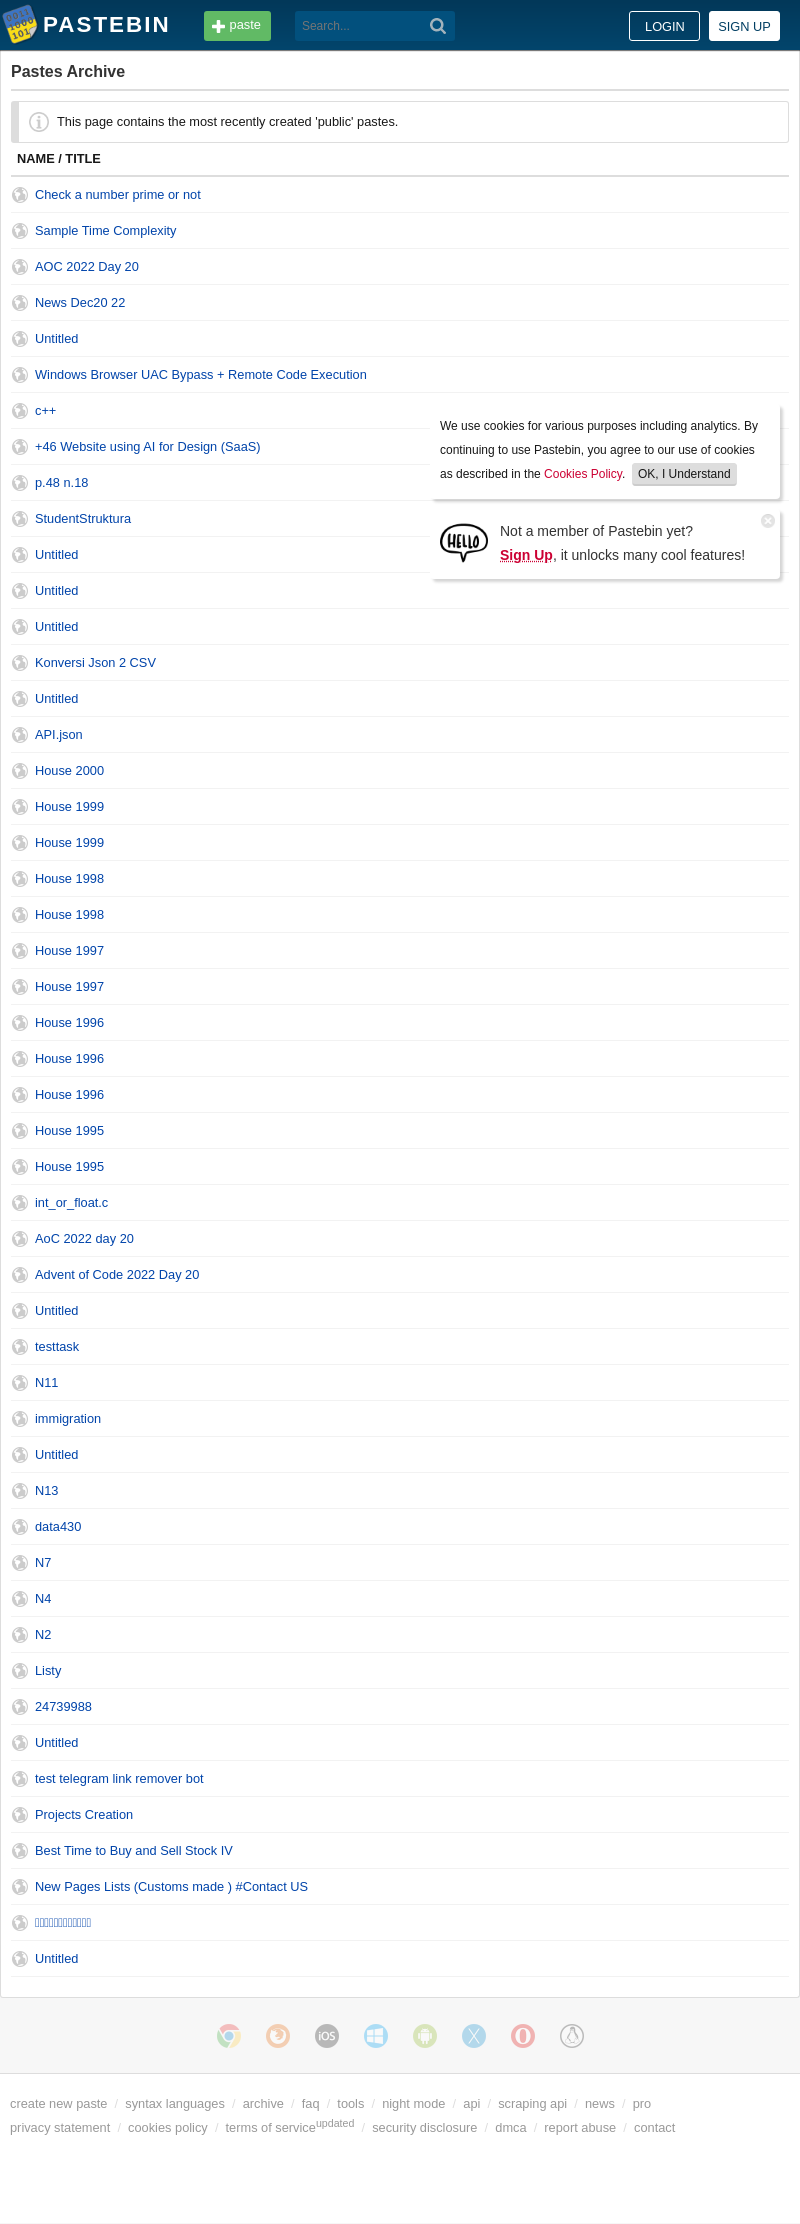 PASTEBIN
paste
Search...
LOGIN
SIGN UP
Pastes Archive
This page contains the most recently created 'public' pastes.
NAME / TITLE
Check a number prime or not
Sample Time Complexity
AOC 2022 Day 20
News Dec20 22
Untitled
Windows Browser UAC Bypass + Remote Code Execution
c++
We use cookies for various purposes including analytics. By
continuing to use Pastebin, you agree to our use of cookies
as described in the Cookies Policy. OK, I Understand
+46 Website using AI for Design (SaaS)
p.48 n.18
StudentStruktura
HELLO
Not a member of Pastebin yet?
Sign Up, it unlocks many cool features!
Untitled
Untitled
Untitled
Konversi Json 2 CSV
Untitled
API.json
House 2000
House 1999
House 1999
House 1998
House 1998
House 1997
House 1997
House 1996
House 1996
House 1996
House 1995
House 1995
int_or_float.c
AoC 2022 day 20
Advent of Code 2022 Day 20
Untitled
testtask
N11
immigration
Untitled
N13
data430
N7
N4
N2
Listy
24739988
Untitled
test telegram link remover bot
Projects Creation
Best Time to Buy and Sell Stock IV
New Pages Lists (Customs made ) #Contact US
Untitled
iOS
create new paste / syntax languages / archive / faq / tools / night mode / api / scraping api / news / pro
privacy statement / cookies policy / terms of serviceupdated / security disclosure / dmca / report abuse / contact